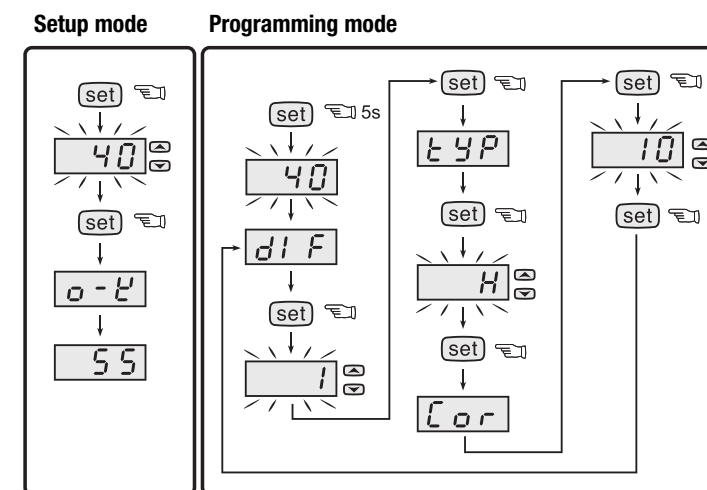 Setup mode
set
40
set
o-k
55
Programming mode
set 5s
40
dIF
set
1
set
tYP
set
H
set
Cor
set
10
set